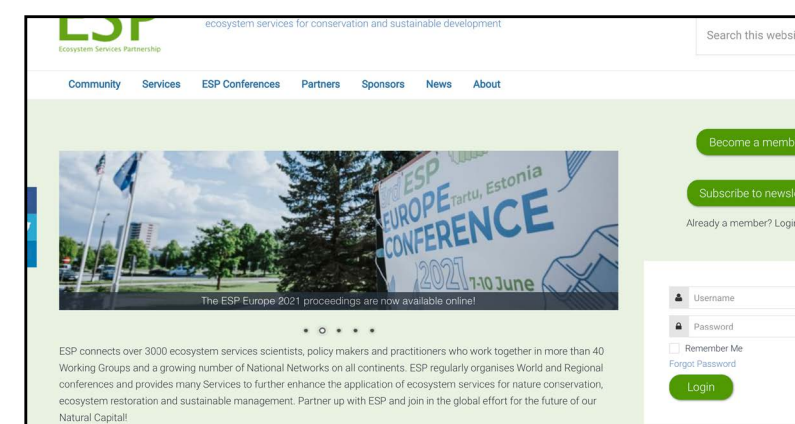 ESP
ecosystem services for conservation and sustainable development
Ecosystem Services Partnership
Search this websi
Community Services ESP Conferences Partners Sponsors News About
Become a memb
Subscribe to newsl
Already a member? Logi
3rd ESP
EUROPE Tartu, Estonia
CONFERENCE
2021 7-10 June
The ESP Europe 2021 proceedings are now available online!
Username
Password
Remember Me
Forgot Password
Login
ESP connects over 3000 ecosystem services scientists, policy makers and practitioners who work together in more than 40
Working Groups and a growing number of National Networks on all continents. ESP regularly organises World and Regional
conferences and provides many Services to further enhance the application of ecosystem services for nature conservation,
ecosystem restoration and sustainable management. Partner up with ESP and join in the global effort for the future of our
Natural Capital!